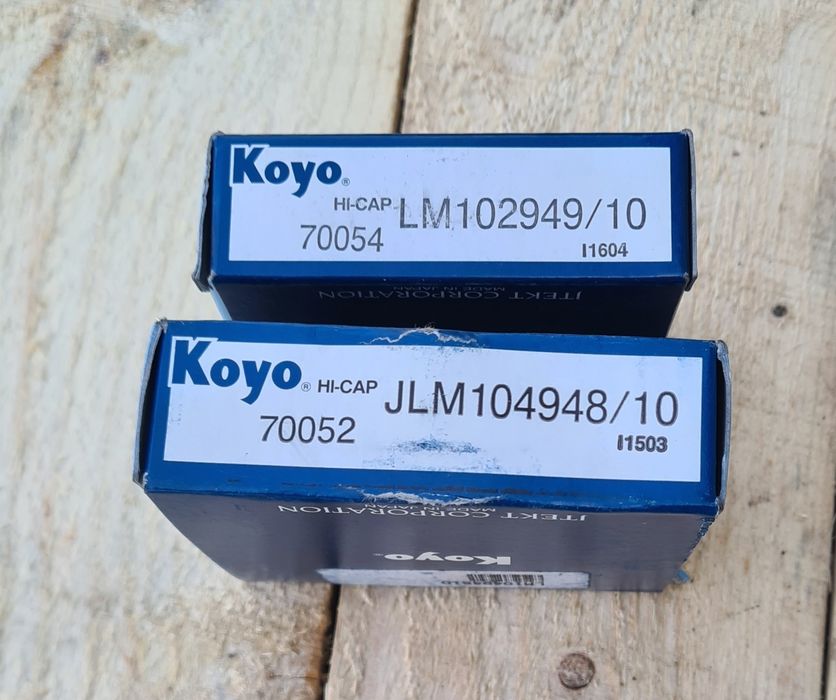 Koyo®
HI-CAP LM102949/10
70054
I1604
JTEKT CORPORATION
MADE IN JAPAN
Koyo® HI-CAP JLM104948/10
70052
I1503
JTEKT CORPORATION
MADE IN JAPAN
Koyo®